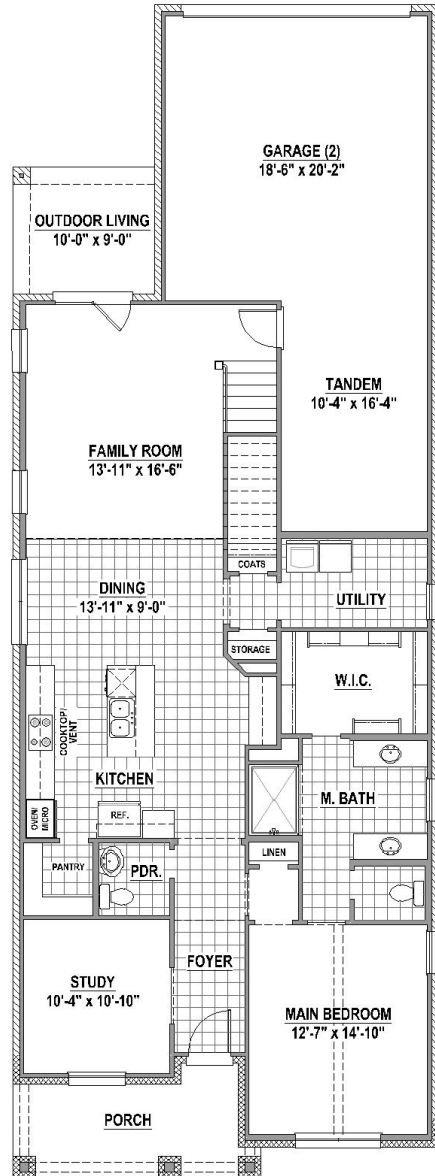 GARAGE (2)
18'-6" x 20'-2"
OUTDOOR LIVING
10'-0" x 9'-0"
TANDEM
10'-4" x 16'-4"
FAMILY ROOM
13'-11" x 16'-6"
COATS
DINING
13'-11" x 9'-0"
UTILITY
STORAGE
W.I.C.
COOKTOP/
VENT
KITCHEN
M. BATH
OVEN/
MICRO
REF.
LINEN
PANTRY
PDR.
FOYER
STUDY
10'-4" x 10'-10"
MAIN BEDROOM
12'-7" x 14'-10"
PORCH